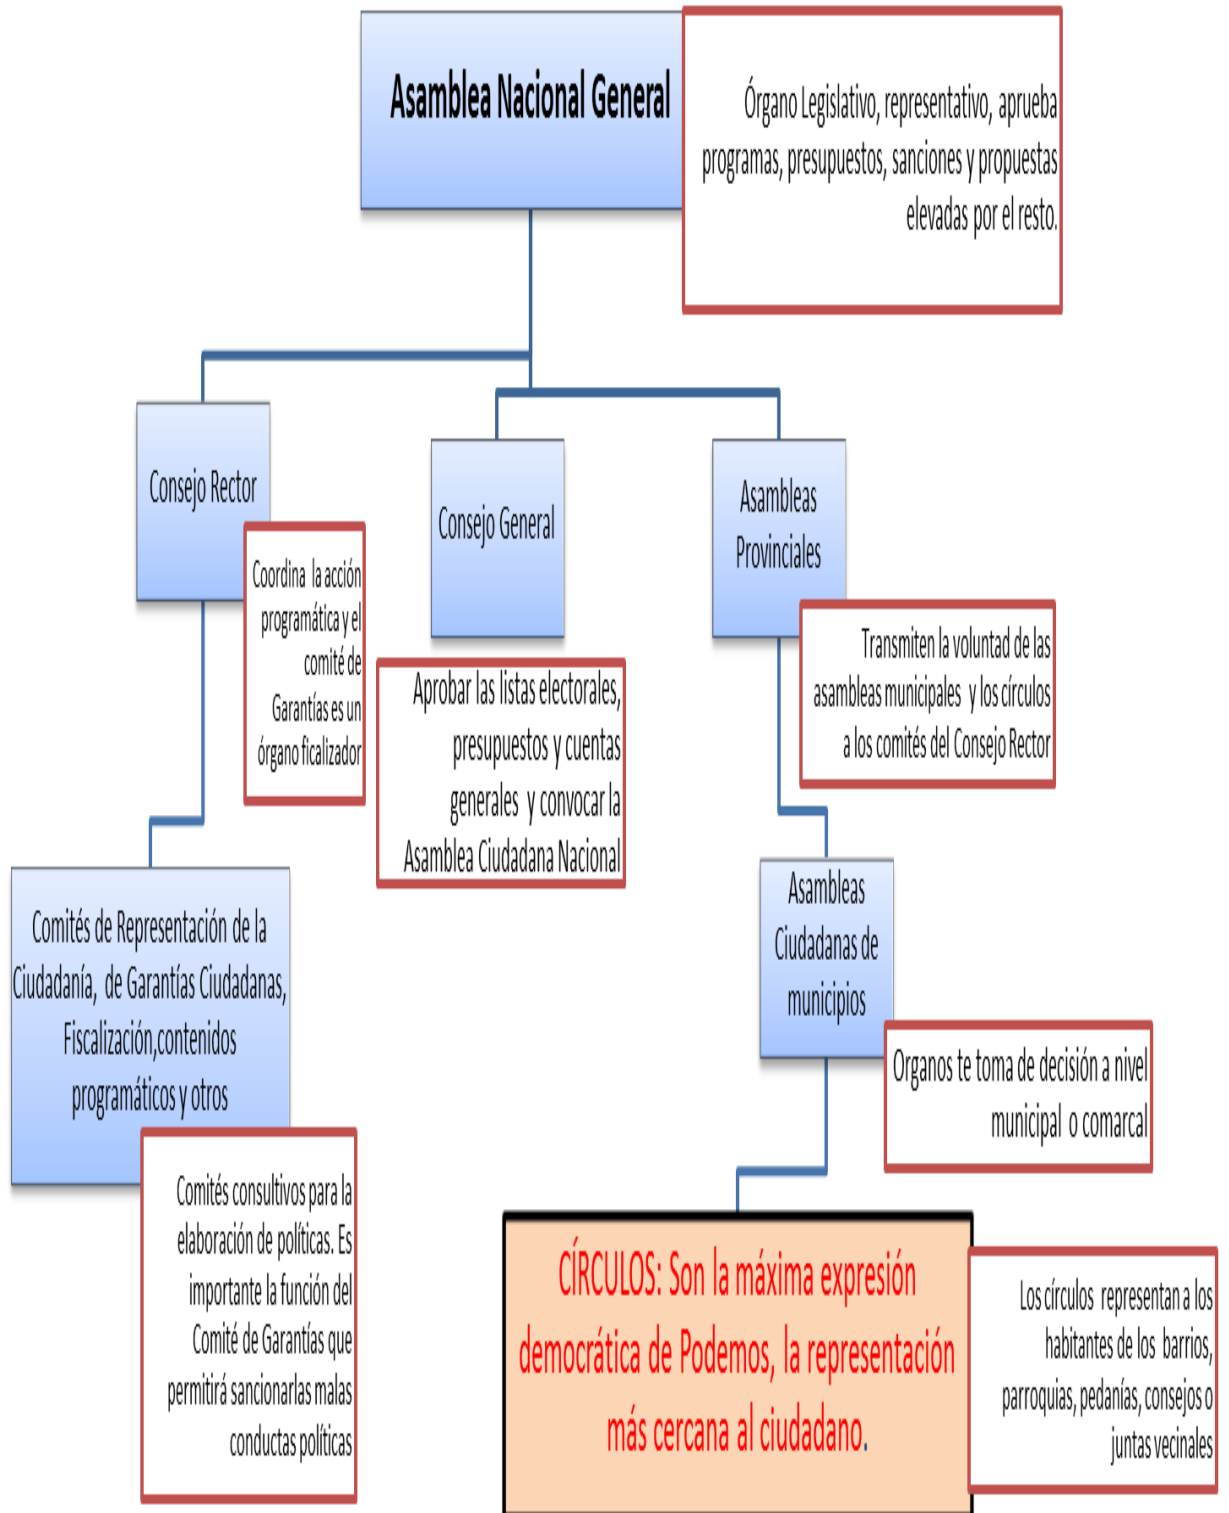 Asamblea Nacional General
Órgano Legislativo, representativo, aprueba
programas, presupuestos, sanciones y propuestas
elevadas por el resto.
Consejo Rector
Coordina la acción
programática y el
comité de
Garantías es un
órgano ficalizador
Consejo General
Aprobar las listas electorales,
presupuestos y cuentas
generales y convocar la
Asamblea Ciudadana Nacional
Asambleas
Provinciales
Transmiten la voluntad de las
asambleas municipales y los círculos
a los comités del Consejo Rector
Comités de Representación de la
Ciudadanía, de Garantías Ciudadanas,
Fiscalización,contenidos
programáticos y otros
Comités consultivos para la
elaboración de políticas. Es
importante la función del
Comité de Garantías que
permitirá sancionarlas malas
conductas políticas
Asambleas
Ciudadanas de
municipios
Organos te toma de decisión a nivel
municipal o comarcal
CÍRCULOS: Son la máxima expresión
democrática de Podemos, la representación
más cercana al ciudadano.
Los círculos representan a los
habitantes de los barrios,
parroquias, pedanías, consejos o
juntas vecinales